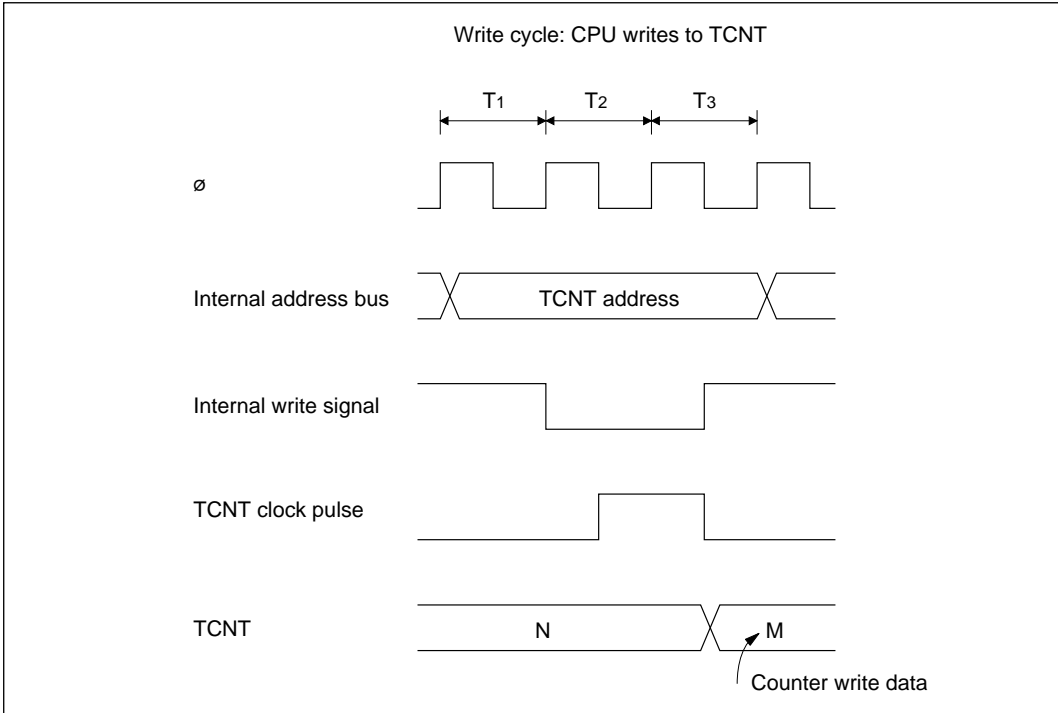 Write cycle: CPU writes to TCNT
T1 T2 T3
ø
Internal address bus
TCNT address
Internal write signal
TCNT clock pulse
TCNT
N
M
Counter write data